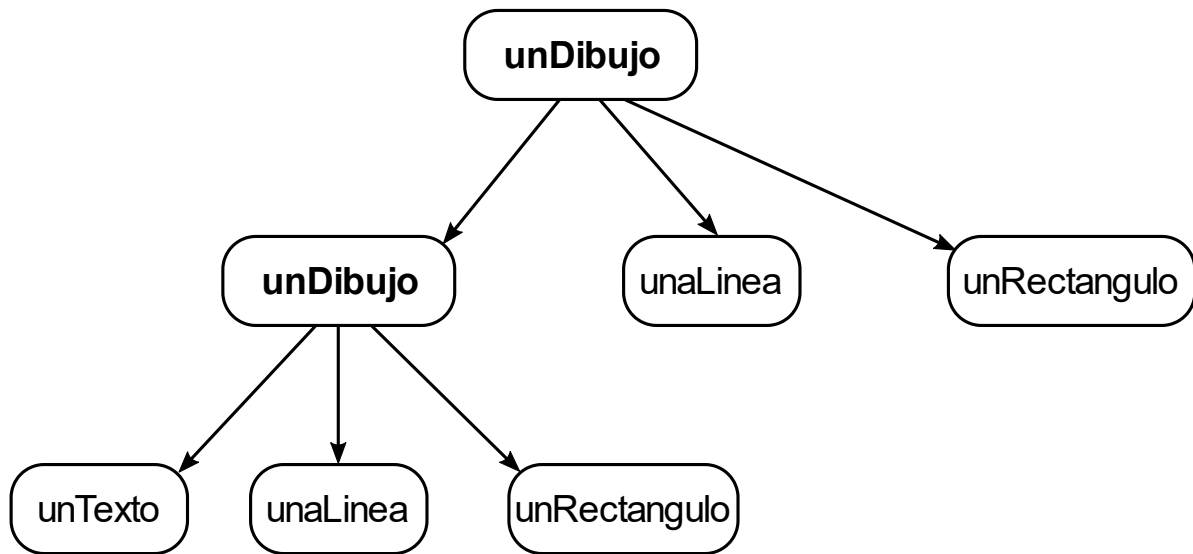 unDibujo
unDibujo
unaLinea
unRectangulo
unTexto
unaLinea
unRectangulo